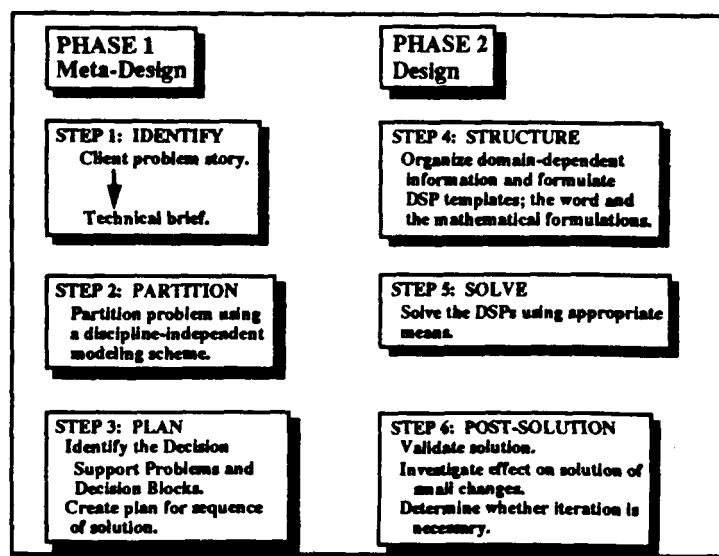 PHASE 1
Meta-Design
STEP 1: IDENTIFY
Client problem story.
Technical brief.
STEP 2: PARTITION
Partition problem using
a discipline-independent
modeling scheme.
STEP 3: PLAN
Identify the Decision
Support Problems and
Decision Blocks.
Create plan for sequence
of solution.
PHASE 2
Design
STEP 4: STRUCTURE
Organize domain-dependent
information and formulate
DSP templates; the word and
the mathematical formulations.
STEP 5: SOLVE
Solve the DSPs using appropriate
means.
STEP 6: POST-SOLUTION
Validate solution.
Investigate effect on solution of
small changes.
Determine whether iteration is
necessary.